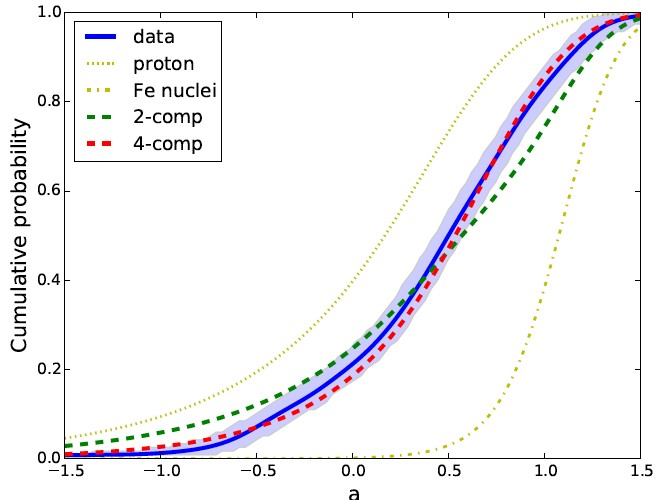 1.0
0.8
0.6
0.4
0.2
0.0
Cumulative probability
data
proton
Fe nuclei
2-comp
4-comp
−1.5 −1.0 −0.5 0.0 0.5 1.0 1.5
a